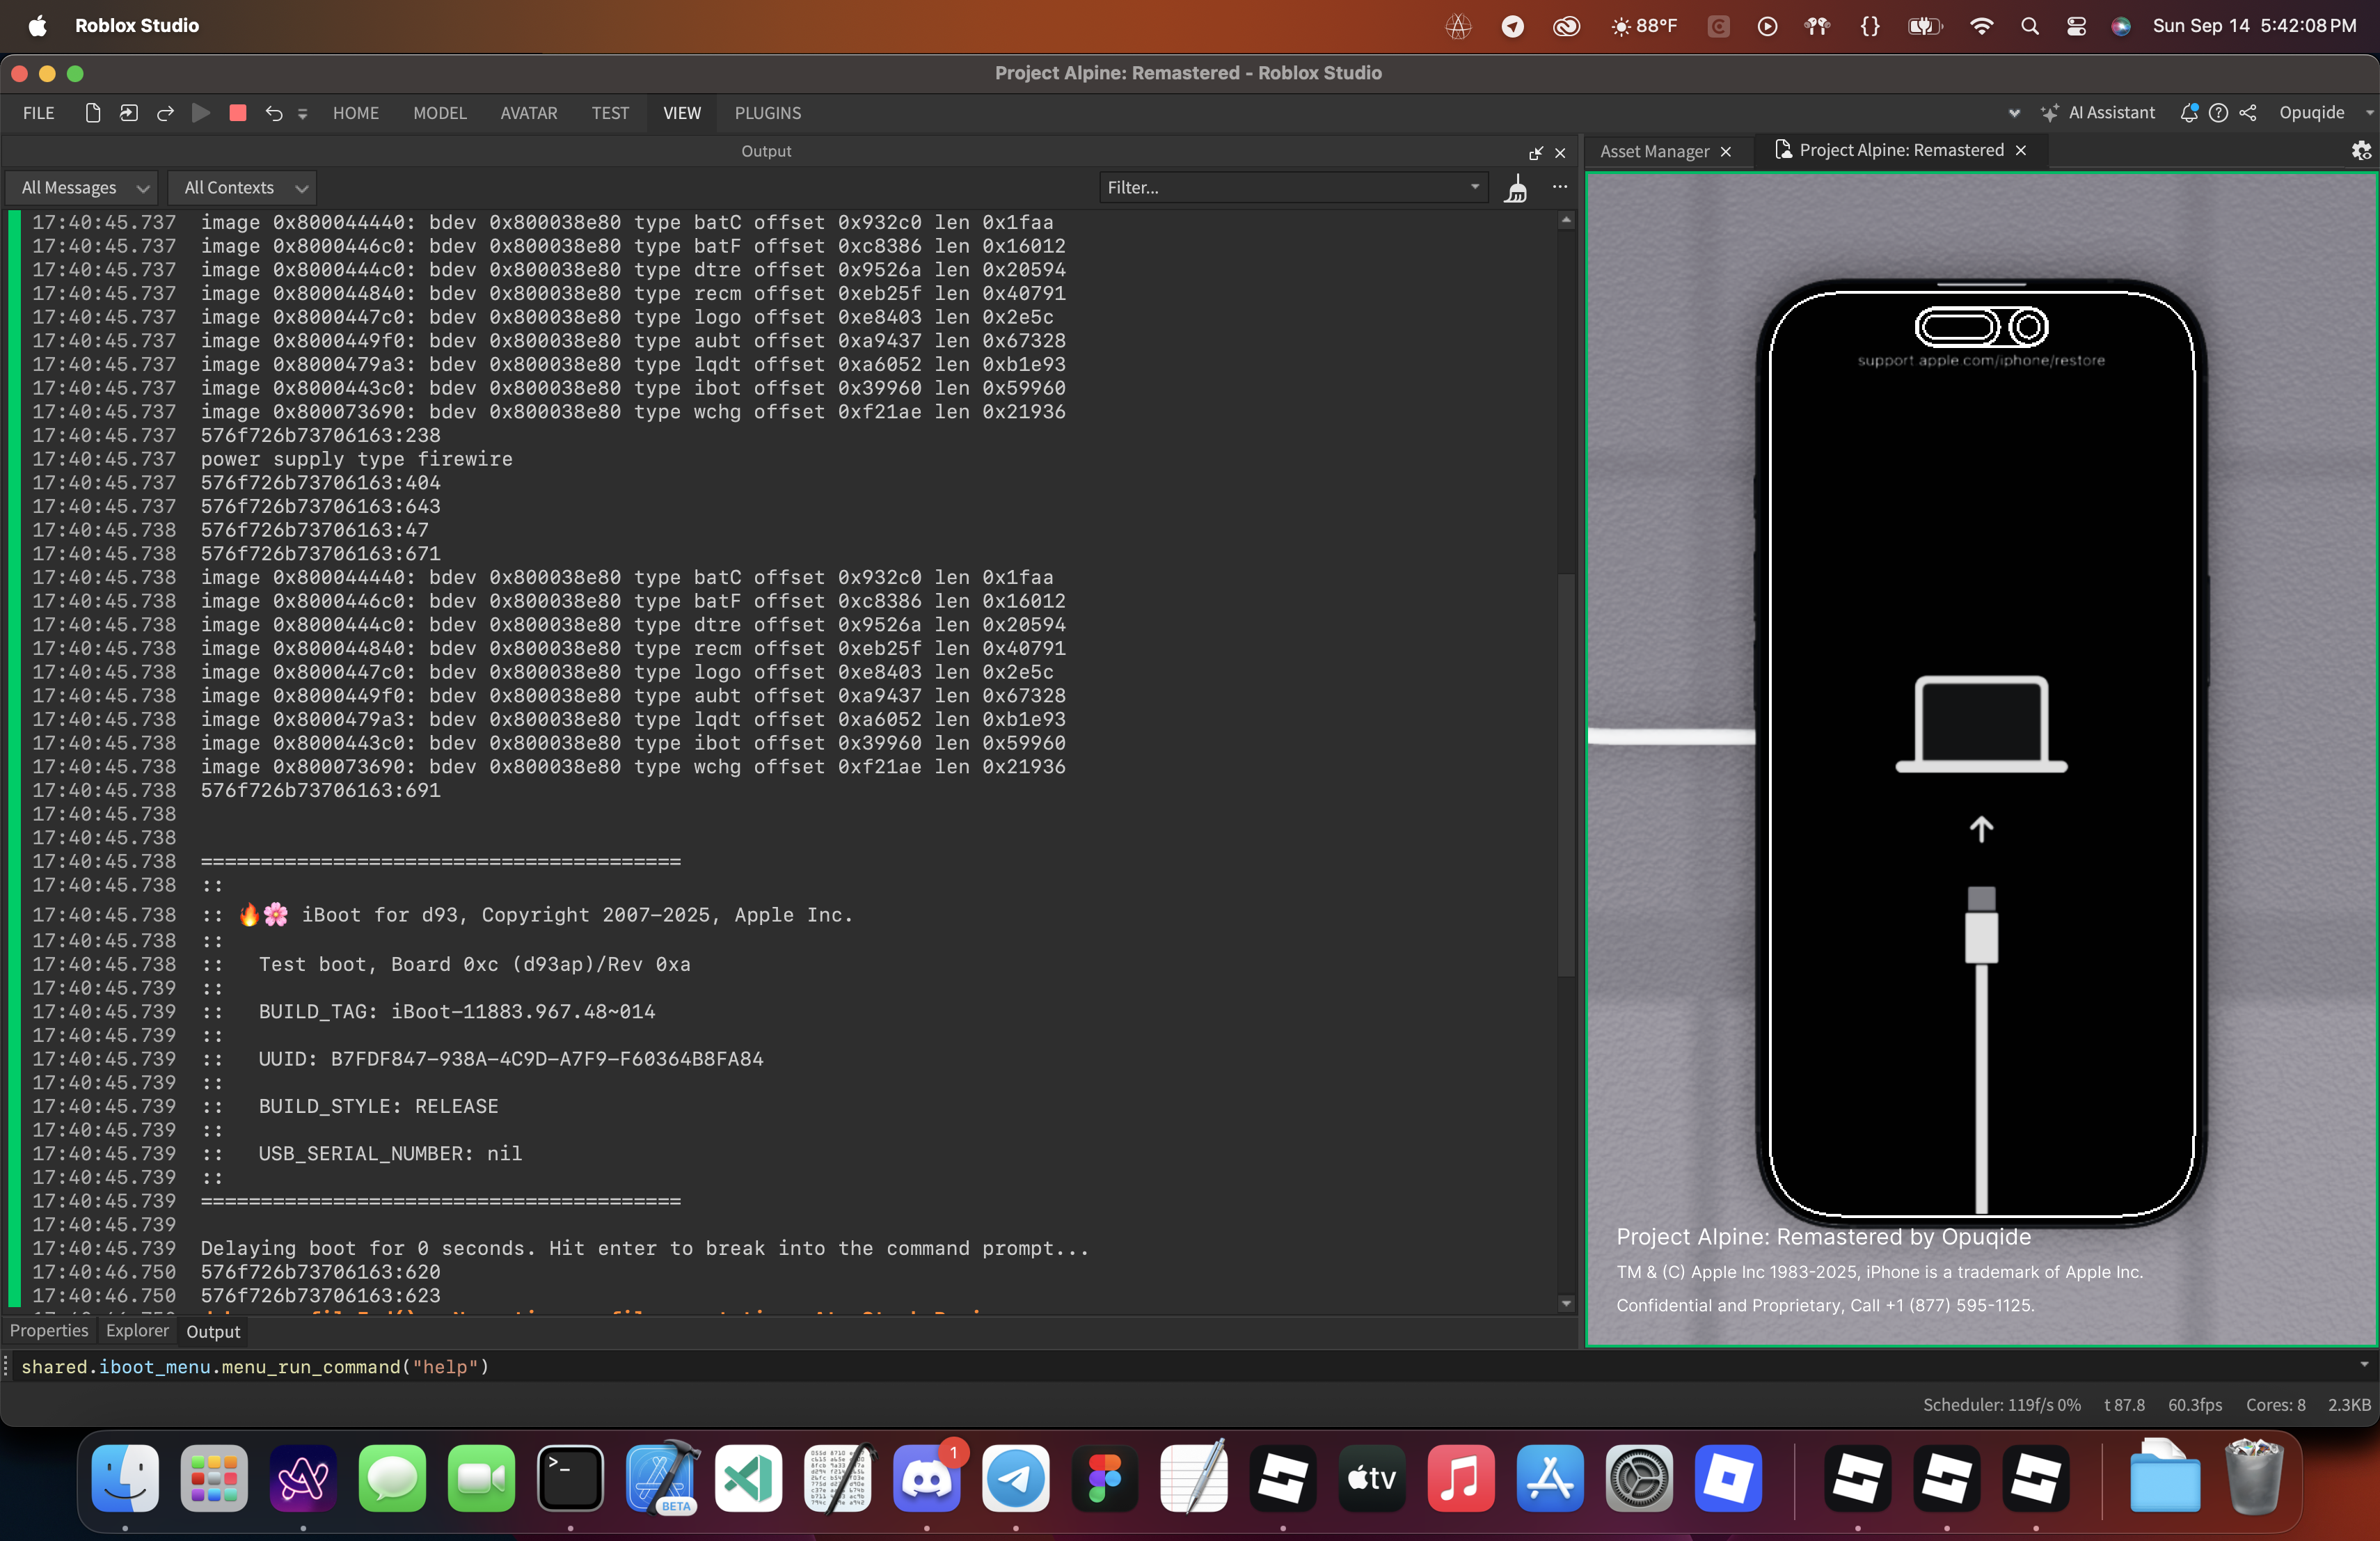 Roblox Studio
88°F
Sun Sep 14 5:42:08 PM
Project Alpine: Remastered - Roblox Studio
FILE HOME MODEL AVATAR TEST VIEW PLUGINS AI Assistant Opuqide
Output
Asset Manager Project Alpine: Remastered
All Messages All Contexts Filter...
17:40:45.737 image 0x800044440: bdev 0x800038e80 type batC offset 0x932c0 len 0x1faa
17:40:45.737 image 0x8000446c0: bdev 0x800038e80 type batF offset 0xc8386 len 0x16012
17:40:45.737 image 0x8000444c0: bdev 0x800038e80 type dtre offset 0x9526a len 0x20594
17:40:45.737 image 0x800044840: bdev 0x800038e80 type recm offset 0xeb25f len 0x40791
17:40:45.737 image 0x8000447c0: bdev 0x800038e80 type logo offset 0xe8403 len 0x2e5c
17:40:45.737 image 0x8000449f0: bdev 0x800038e80 type aubt offset 0xa9437 len 0x67328
17:40:45.737 image 0x8000479a3: bdev 0x800038e80 type lqdt offset 0xa6052 len 0xb1e93
17:40:45.737 image 0x8000443c0: bdev 0x800038e80 type ibot offset 0x39960 len 0x59960
17:40:45.737 image 0x800073690: bdev 0x800038e80 type wchg offset 0xf21ae len 0x21936
17:40:45.737 576f726b73706163:238
17:40:45.737 power supply type firewire
17:40:45.737 576f726b73706163:404
17:40:45.737 576f726b73706163:643
17:40:45.738 576f726b73706163:47
17:40:45.738 576f726b73706163:671
17:40:45.738 image 0x800044440: bdev 0x800038e80 type batC offset 0x932c0 len 0x1faa
17:40:45.738 image 0x8000446c0: bdev 0x800038e80 type batF offset 0xc8386 len 0x16012
17:40:45.738 image 0x8000444c0: bdev 0x800038e80 type dtre offset 0x9526a len 0x20594
17:40:45.738 image 0x800044840: bdev 0x800038e80 type recm offset 0xeb25f len 0x40791
17:40:45.738 image 0x8000447c0: bdev 0x800038e80 type logo offset 0xe8403 len 0x2e5c
17:40:45.738 image 0x8000449f0: bdev 0x800038e80 type aubt offset 0xa9437 len 0x67328
17:40:45.738 image 0x8000479a3: bdev 0x800038e80 type lqdt offset 0xa6052 len 0xb1e93
17:40:45.738 image 0x8000443c0: bdev 0x800038e80 type ibot offset 0x39960 len 0x59960
17:40:45.738 image 0x800073690: bdev 0x800038e80 type wchg offset 0xf21ae len 0x21936
17:40:45.738 576f726b73706163:691
17:40:45.738
17:40:45.738
17:40:45.738 ========================================
17:40:45.738 ::
17:40:45.738 :: 🔥🌸 iBoot for d93, Copyright 2007-2025, Apple Inc.
17:40:45.738 ::
17:40:45.738 :: Test boot, Board 0xc (d93ap)/Rev 0xa
17:40:45.739 ::
17:40:45.739 :: BUILD_TAG: iBoot-11883.967.48~014
17:40:45.739 ::
17:40:45.739 :: UUID: B7FDF847-938A-4C9D-A7F9-F60364B8FA84
17:40:45.739 ::
17:40:45.739 :: BUILD_STYLE: RELEASE
17:40:45.739 ::
17:40:45.739 :: USB_SERIAL_NUMBER: nil
17:40:45.739 ::
17:40:45.739 ========================================
17:40:45.739
17:40:45.739 Delaying boot for 0 seconds. Hit enter to break into the command prompt...
17:40:46.750 576f726b73706163:620
17:40:46.750 576f726b73706163:623
support.apple.com/iphone/restore
Project Alpine: Remastered by Opuqide
TM & (C) Apple Inc 1983-2025, iPhone is a trademark of Apple Inc.
Confidential and Proprietary, Call +1 (877) 595-1125.
Properties Explorer Output
shared.iboot_menu.menu_run_command("help")
Scheduler: 119f/s 0% t 87.8 60.3fps Cores: 8 2.3KB
BETA
1
tv